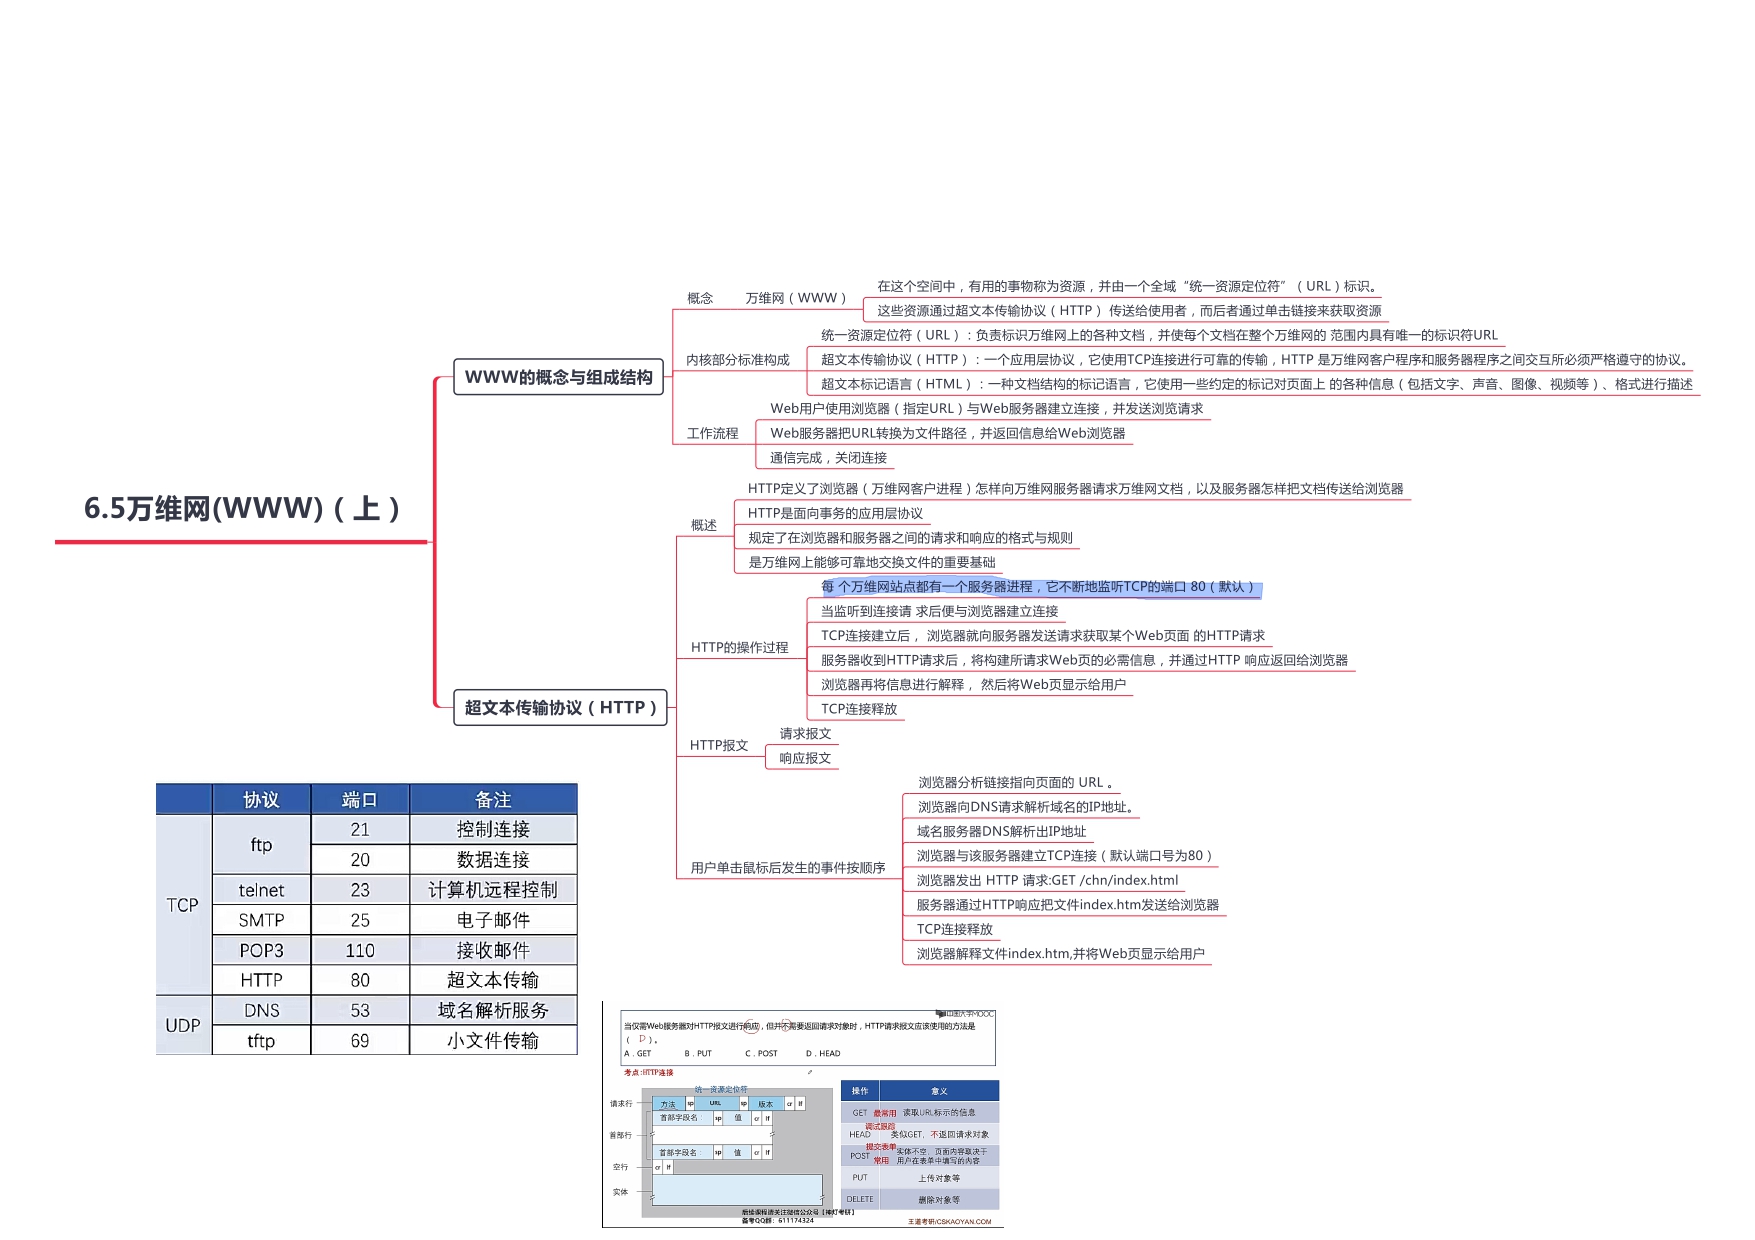 6.5万维网(WWW)（上）
WWW的概念与组成结构
概念
万维网（WWW）
在这个空间中，有用的事物称为资源，并由一个全域“统一资源定位符”（URL）标识。
这些资源通过超文本传输协议（HTTP）传送给使用者，而后者通过单击链接来获取资源
内核部分标准构成
统一资源定位符（URL）：负责标识万维网上的各种文档，并使每个文档在整个万维网的 范围内具有唯一的标识符URL
超文本传输协议（HTTP）：一个应用层协议，它使用TCP连接进行可靠的传输，HTTP 是万维网客户程序和服务器程序之间交互所必须严格遵守的协议。
超文本标记语言（HTML）：一种文档结构的标记语言，它使用一些约定的标记对页面上 的各种信息（包括文字、声音、图像、视频等）、格式进行描述
工作流程
Web用户使用浏览器（指定URL）与Web服务器建立连接，并发送浏览请求
Web服务器把URL转换为文件路径，并返回信息给Web浏览器
通信完成，关闭连接
超文本传输协议（HTTP）
概述
HTTP定义了浏览器（万维网客户进程）怎样向万维网服务器请求万维网文档，以及服务器怎样把文档传送给浏览器
HTTP是面向事务的应用层协议
规定了在浏览器和服务器之间的请求和响应的格式与规则
是万维网上能够可靠地交换文件的重要基础
HTTP的操作过程
每 个万维网站点都有一个服务器进程，它不断地监听TCP的端口 80（默认）
当监听到连接请 求后便与浏览器建立连接
TCP连接建立后， 浏览器就向服务器发送请求获取某个Web页面 的HTTP请求
服务器收到HTTP请求后，将构建所请求Web页的必需信息，并通过HTTP 响应返回给浏览器
浏览器再将信息进行解释， 然后将Web页显示给用户
TCP连接释放
HTTP报文
请求报文
响应报文
用户单击鼠标后发生的事件按顺序
浏览器分析链接指向页面的 URL 。
浏览器向DNS请求解析域名的IP地址。
域名服务器DNS解析出IP地址
浏览器与该服务器建立TCP连接（默认端口号为80）
浏览器发出 HTTP 请求:GET /chn/index.html
服务器通过HTTP响应把文件index.htm发送给浏览器
TCP连接释放
浏览器解释文件index.htm,并将Web页显示给用户
协议 端口 备注
TCP ftp 21 控制连接
20 数据连接
telnet 23 计算机远程控制
SMTP 25 电子邮件
POP3 110 接收邮件
HTTP 80 超文本传输
UDP DNS 53 域名解析服务
tftp 69 小文件传输
中国大学MOOC
当仅需Web服务器对HTTP报文进行响应，但并不需要返回请求对象时，HTTP请求报文应该使用的方法是
（ D ）。
A．GET B．PUT C．POST D．HEAD
考点:HTTP连接
统一资源定位符
请求行 方法 sp URL sp 版本 cr lf
首部字段名： sp 值 cr lf
首部行
首部字段名： sp 值 cr lf
空行 cr lf
实体
操作 意义
GET 最常用 读取URL标示的信息
调试跟踪
HEAD 类似GET，不返回请求对象
提交表单
POST 常用 实体不空，页面内容取决于
用户在表单中填写的内容
PUT 上传对象等
DELETE 删除对象等
后续课程请关注微信公众号【神灯考研】
备考QQ群：611174324
王道考研/CSKAOYAN.COM